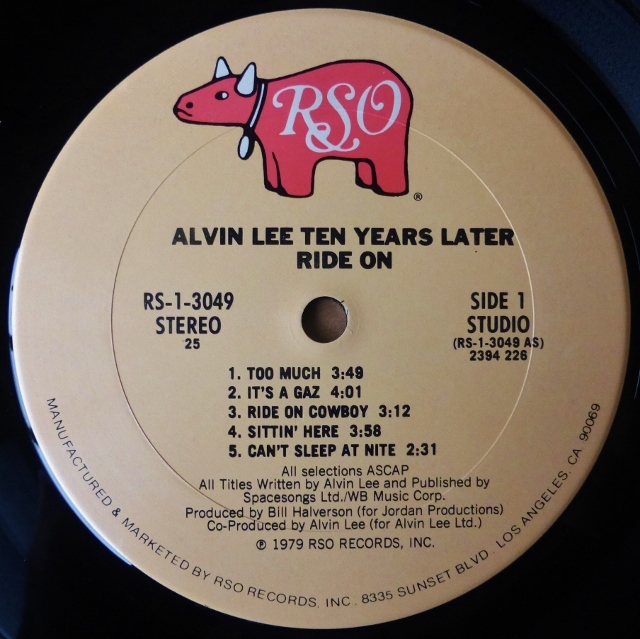 RSO
®
ALVIN LEE TEN YEARS LATER
RIDE ON
RS-1-3049
STEREO
25
SIDE 1
STUDIO
(RS-1-3049 AS)
2394 226
1. TOO MUCH 3:49
2. IT'S A GAZ 4:01
3. RIDE ON COWBOY 3:12
4. SITTIN' HERE 3:58
5. CAN'T SLEEP AT NITE 2:31
All selections ASCAP
All Titles Written by Alvin Lee and Published by
Spacesongs Ltd./WB Music Corp.
Produced by Bill Halverson (for Jordan Productions)
Co-Produced by Alvin Lee (for Alvin Lee Ltd.)
℗ 1979 RSO RECORDS, INC.
MANUFACTURED & MARKETED BY RSO RECORDS, INC. 8335 SUNSET BLVD. LOS ANGELES, CA 90069